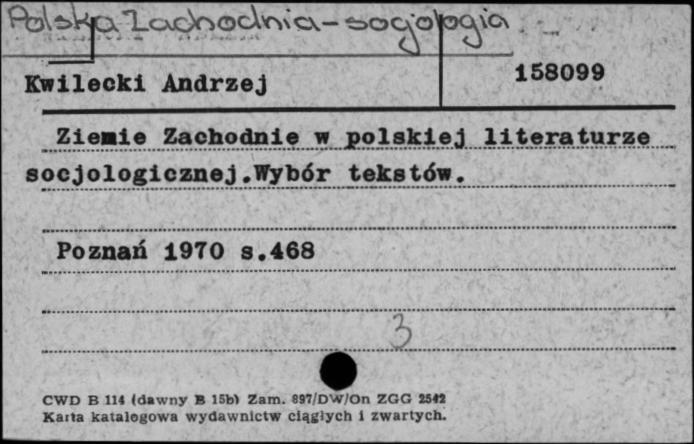 Polska Zachodnia - socjologia
Kwilecki Andrzej
158099
Ziemie Zachodnie w polskiej literaturze
socjologicznej.Wybór tekstów.
Poznań 1970 s.468
3
CWD B 114 (dawny B 15b) Zam. 897/DW/On ZGG 2542
Karta katalogowa wydawnictw ciągłych i zwartych.